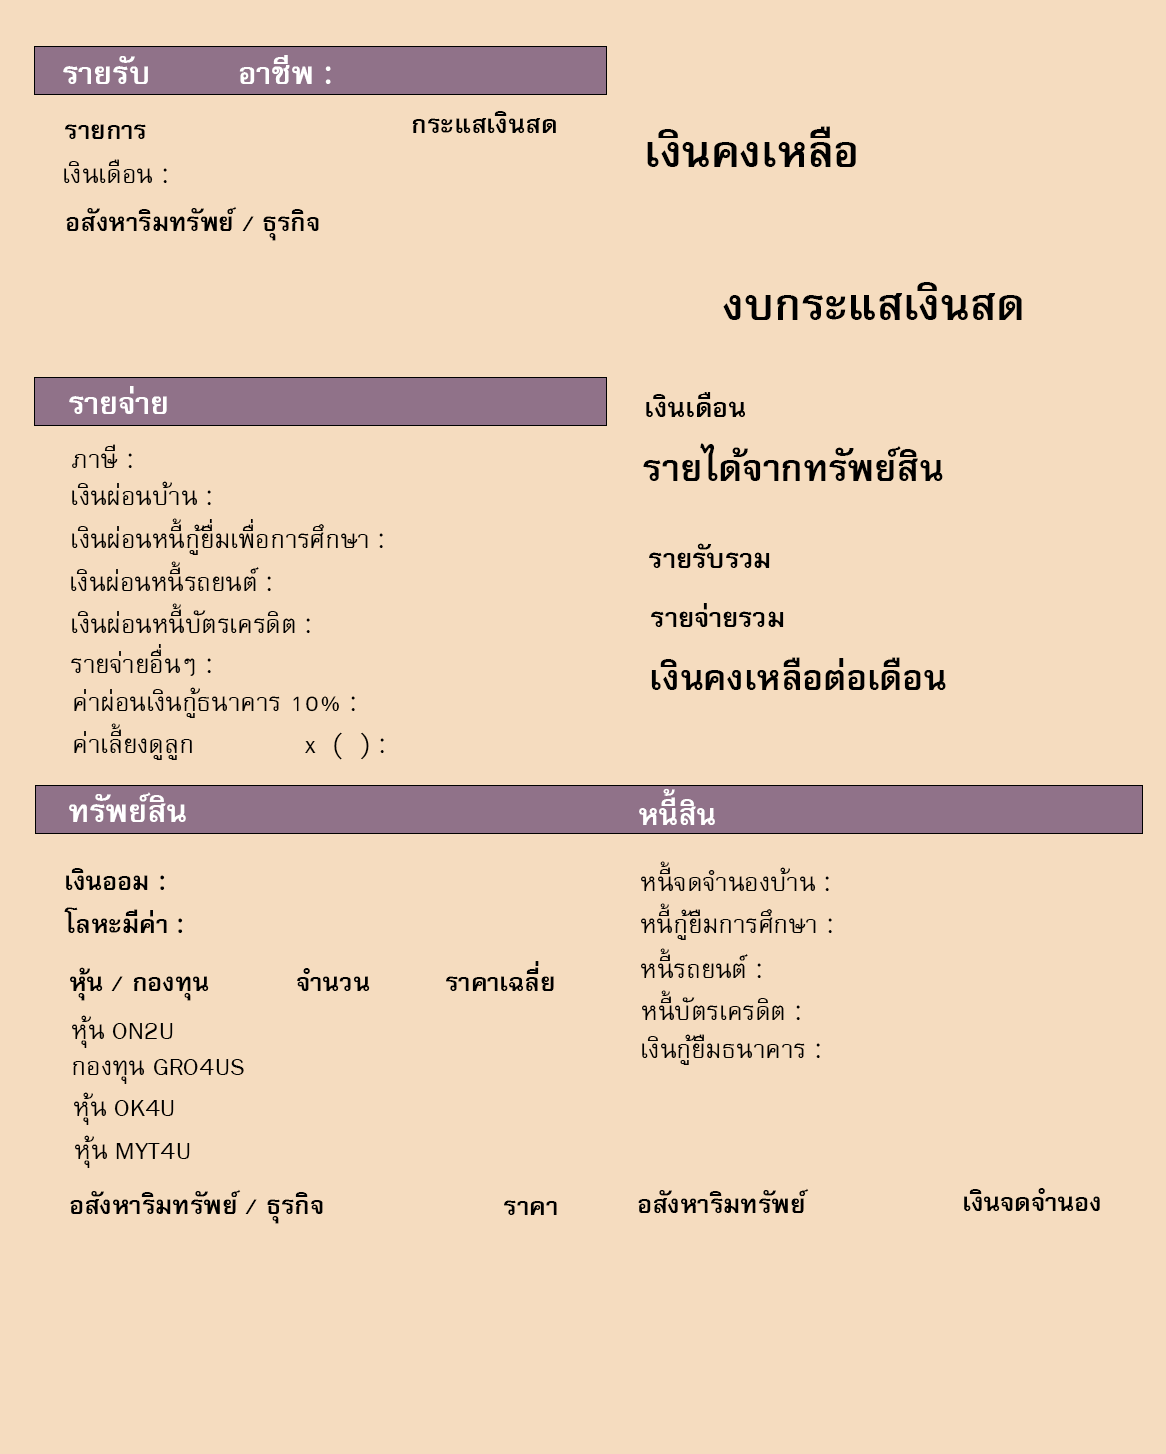 รายรับ อาชีพ :
รายการ กระแสเงินสด
เงินเดือน :
อสังหาริมทรัพย์ / ธุรกิจ
เงินคงเหลือ
งบกระแสเงินสด
รายจ่าย
ภาษี :
เงินผ่อนบ้าน :
เงินผ่อนหนี้กู้ยื่มเพื่อการศึกษา :
เงินผ่อนหนี้รถยนต์ :
เงินผ่อนหนี้บัตรเครดิต :
รายจ่ายอื่นๆ :
ค่าผ่อนเงินกู้ธนาคาร 10% :
ค่าเลี้ยงดูลูก x ( ) :
เงินเดือน
รายได้จากทรัพย์สิน
รายรับรวม
รายจ่ายรวม
เงินคงเหลือต่อเดือน
ทรัพย์สิน
เงินออม :
โลหะมีค่า :
หุ้น / กองทุน จำนวน ราคาเฉลี่ย
หุ้น ON2U
กองทุน GRO4US
หุ้น OK4U
หุ้น MYT4U
อสังหาริมทรัพย์ / ธุรกิจ ราคา
หนี้สิน
หนี้จดจำนองบ้าน :
หนี้กู้ยืมการศึกษา :
หนี้รถยนต์ :
หนี้บัตรเครดิต :
เงินกู้ยืมธนาคาร :
อสังหาริมทรัพย์ เงินจดจำนอง